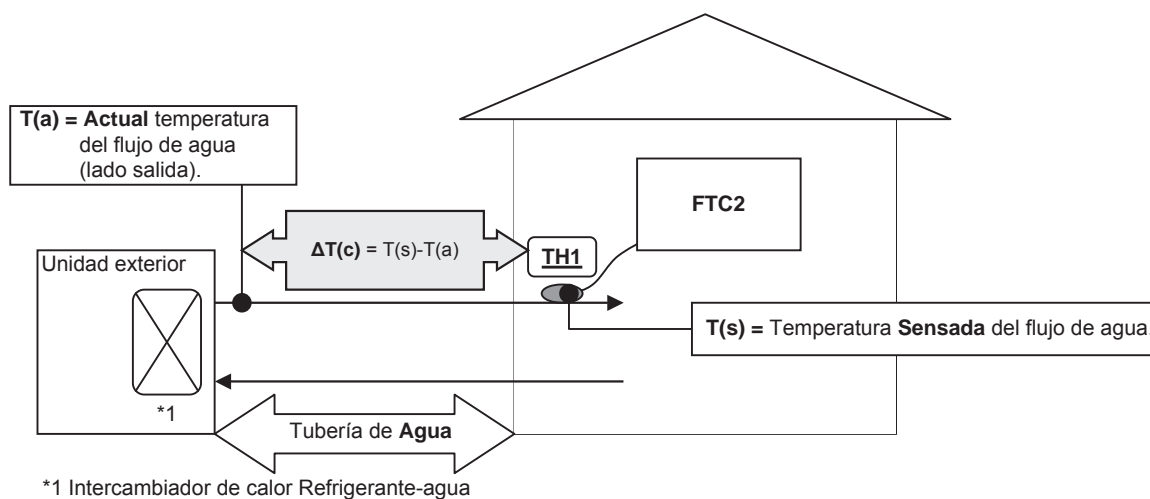 T(a) = Actual temperatura
del flujo de agua
(lado salida).
FTC2
ΔT(c) = T(s)-T(a)
TH1
Unidad exterior
T(s) = Temperatura Sensada del flujo de agua.
*1
Tubería de Agua
*1 Intercambiador de calor Refrigerante-agua